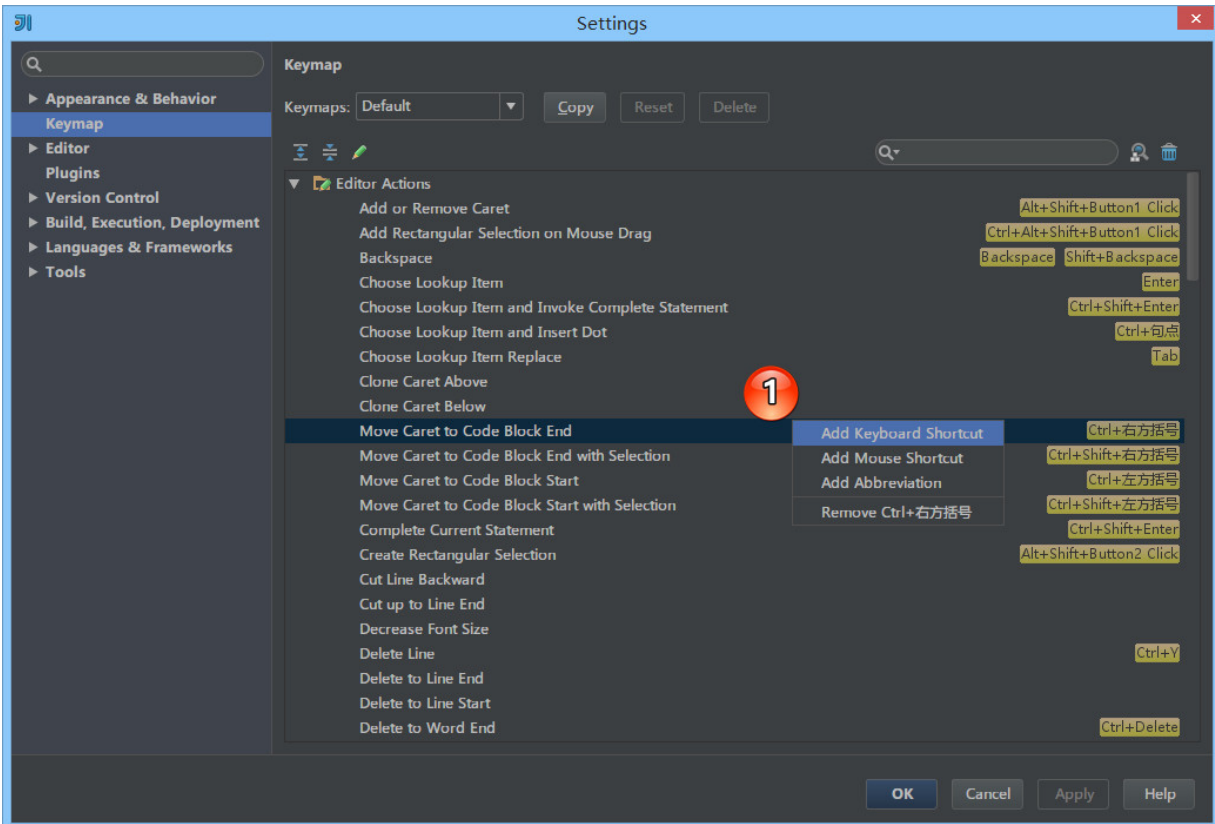 Settings
Keymap
Appearance & Behavior
Keymap
Editor
Plugins
Version Control
Build, Execution, Deployment
Languages & Frameworks
Tools
Keymaps: Default Copy Reset Delete
Editor Actions
Add or Remove Caret Alt+Shift+Button1 Click
Add Rectangular Selection on Mouse Drag Ctrl+Alt+Shift+Button1 Click
Backspace Backspace Shift+Backspace
Choose Lookup Item Enter
Choose Lookup Item and Invoke Complete Statement Ctrl+Shift+Enter
Choose Lookup Item and Insert Dot Ctrl+句点
Choose Lookup Item Replace Tab
Clone Caret Above
1
Clone Caret Below
Move Caret to Code Block End Add Keyboard Shortcut Ctrl+右方括号
Move Caret to Code Block End with Selection Add Mouse Shortcut Ctrl+Shift+右方括号
Move Caret to Code Block Start Add Abbreviation Ctrl+左方括号
Move Caret to Code Block Start with Selection Remove Ctrl+右方括号 Ctrl+Shift+左方括号
Complete Current Statement Ctrl+Shift+Enter
Create Rectangular Selection Alt+Shift+Button2 Click
Cut Line Backward
Cut up to Line End
Decrease Font Size
Delete Line Ctrl+Y
Delete to Line End
Delete to Line Start
Delete to Word End Ctrl+Delete
OK Cancel Apply Help